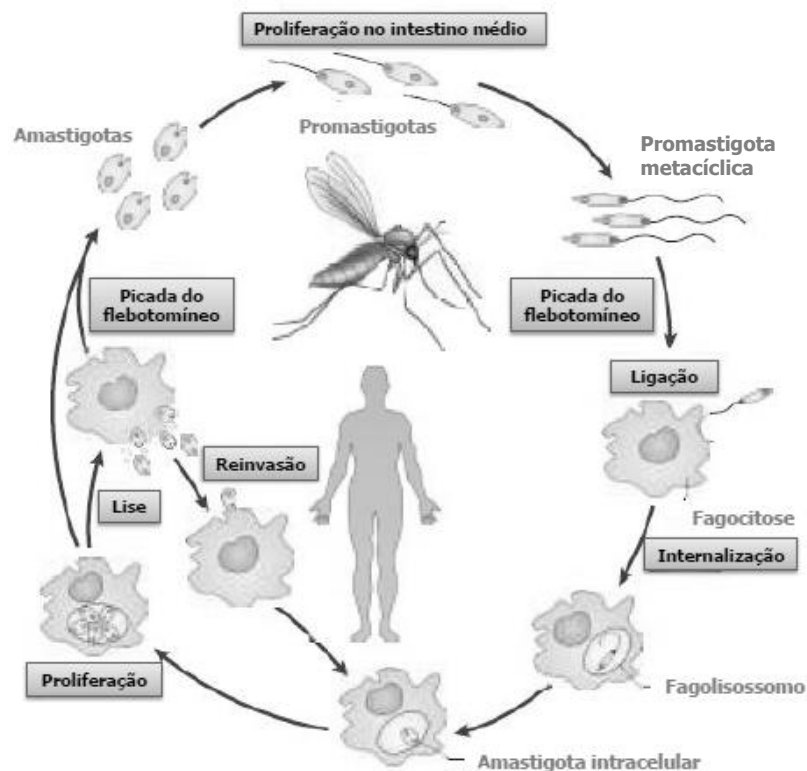 Proliferação no intestino médio
Amastigotas
Promastigotas
Promastigota
metacíclica
Picada do
flebotomíneo
Picada do
flebotomíneo
Ligação
Reinvasão
Lise
Fagocitose
Internalização
Proliferação
Fagolisossomo
Amastigota intracelular